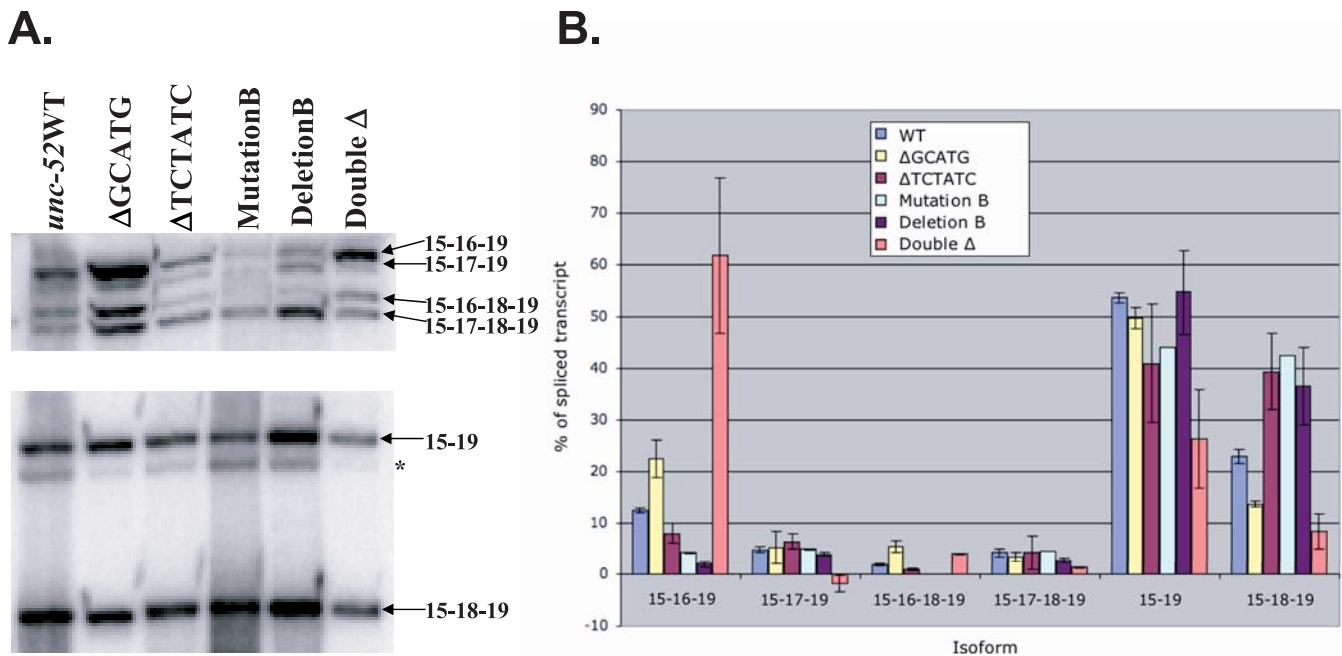 A.
unc-52WT
ΔGCATG
ΔTCTATC
MutationB
DeletionB
Double Δ
15-16-19
15-17-19
15-16-18-19
15-17-18-19
15-19
*
15-18-19
B.
90
80
70
60
50
40
30
20
10
0
-10
% of spliced transcript
WT
ΔGCATG
ΔTCTATC
Mutation B
Deletion B
Double Δ
15-16-19
15-17-19
15-16-18-19
15-17-18-19
15-19
15-18-19
Isoform